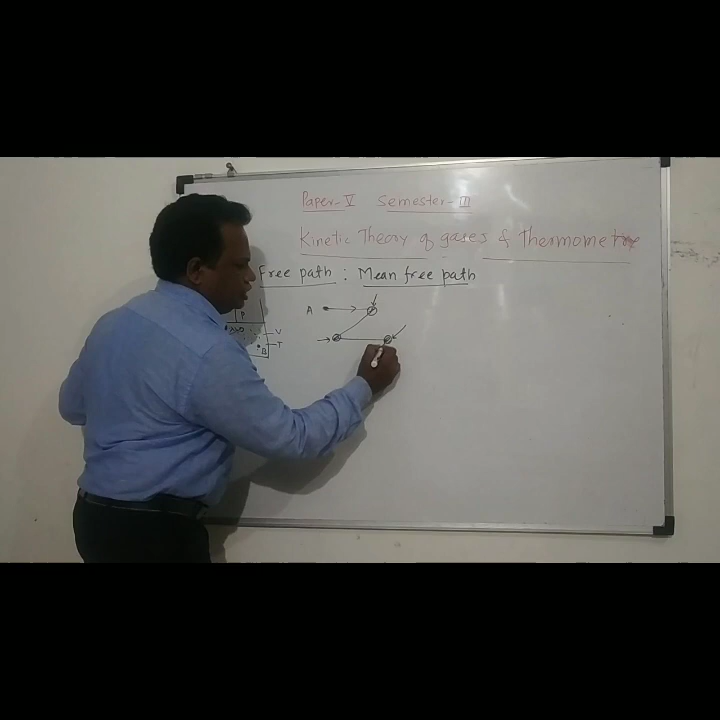 Paper-V Semester-III
Kinetic Theory of gases & Thermometry
free path : Mean free path
A
P
V
T
B